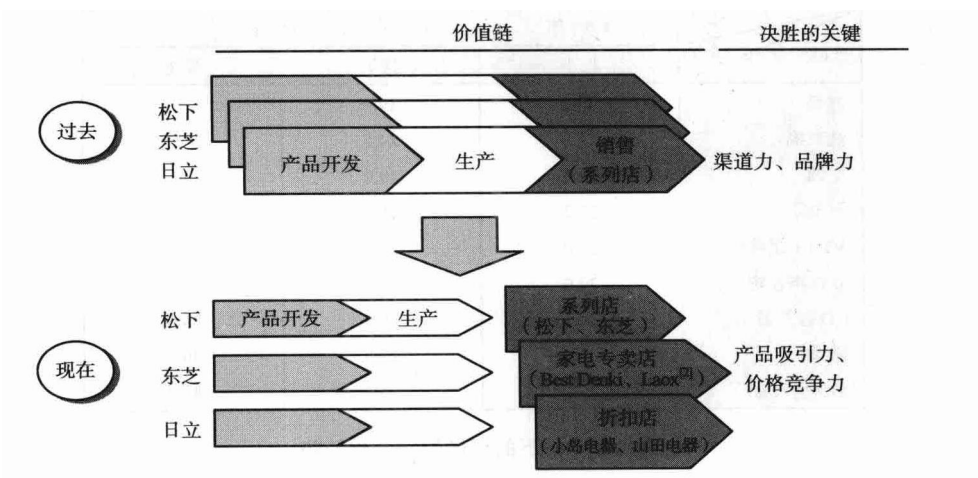 价值链 决胜的关键
过去
松下
东芝
日立
产品开发 生产 销售
（系列店）
渠道力、品牌力
现在
松下 产品开发 生产
东芝
日立
系列店
（松下、东芝）
家电专卖店
（Best Denki、Laox[2]）
折扣店
（小岛电器、山田电器）
产品吸引力、
价格竞争力